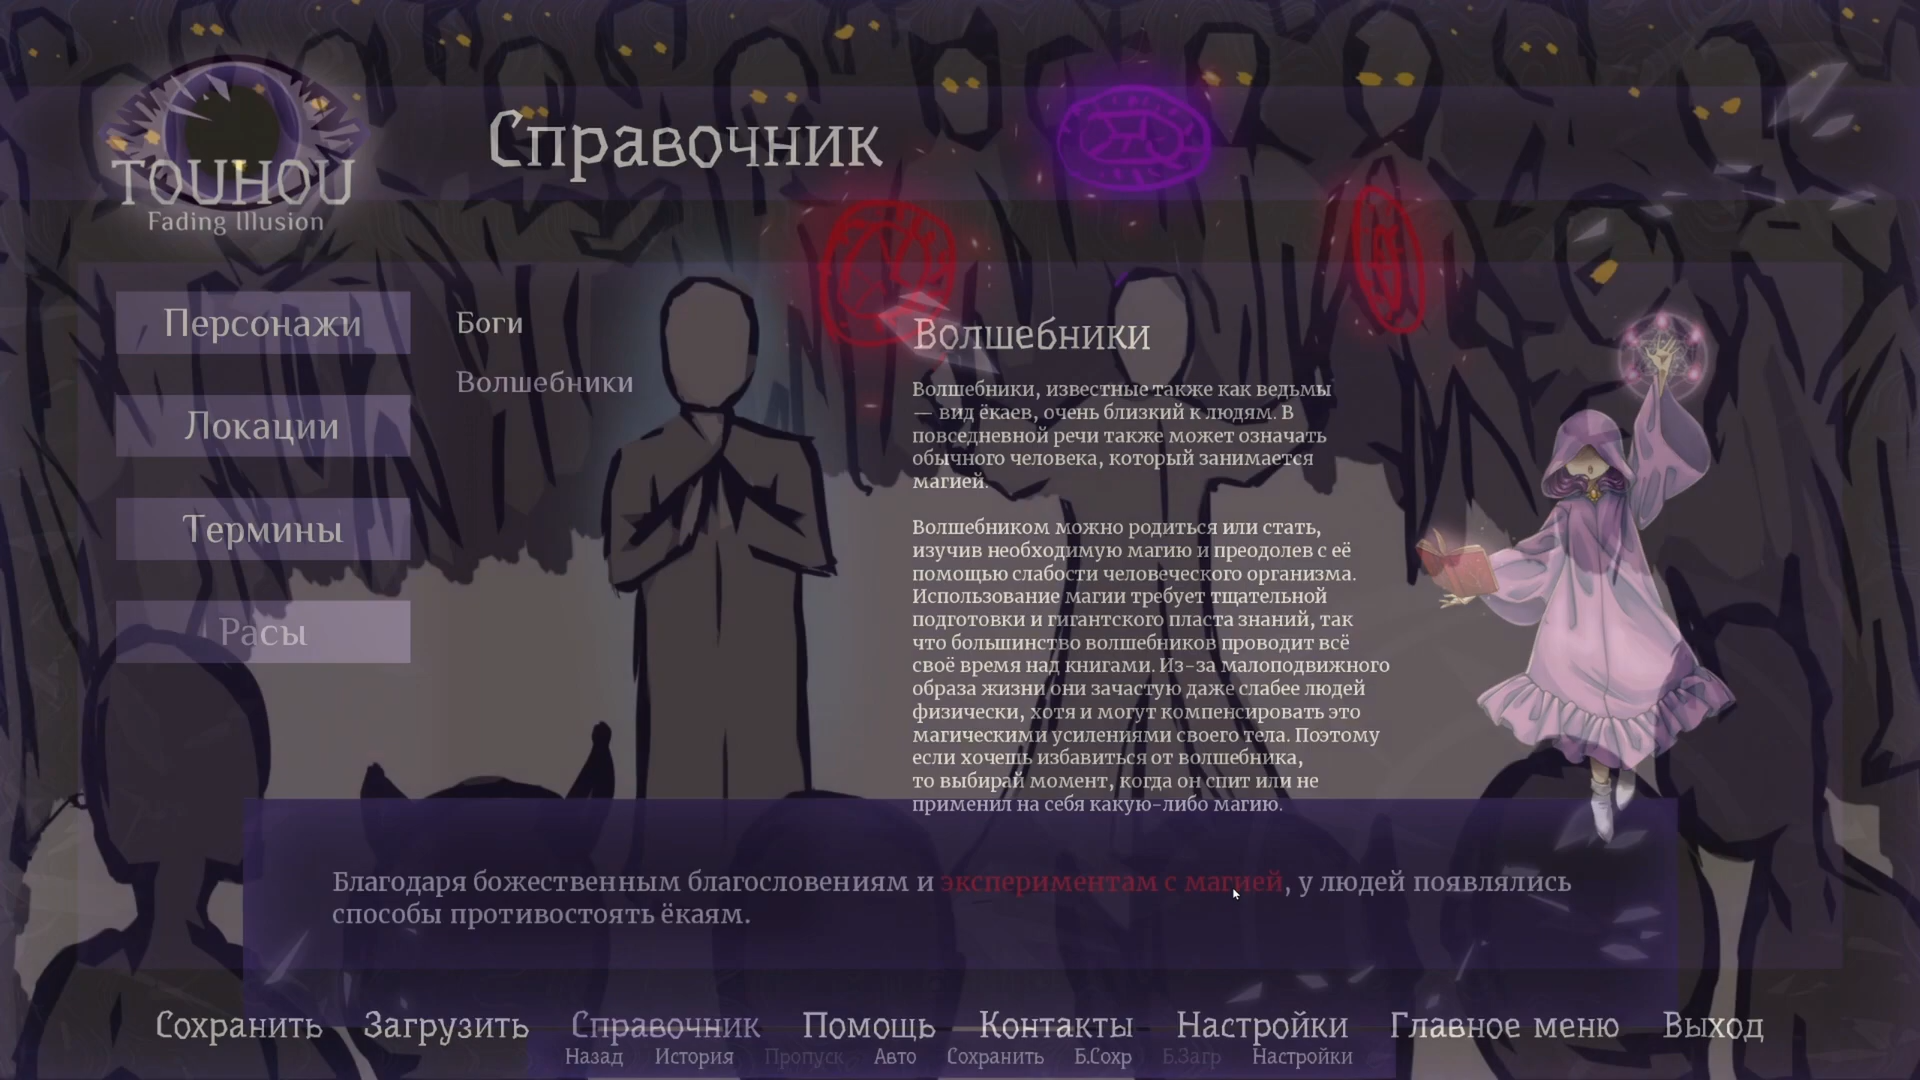 TOUHOU
Fading Illusion
Справочник
Персонажи
Локации
Термины
Расы
Боги
Волшебники
Волшебники
Волшебники, известные также как ведьмы
— вид ёкаев, очень близкий к людям. В
повседневной речи также может означать
обычного человека, который занимается
магией.
Волшебником можно родиться или стать,
изучив необходимую магию и преодолев с её
помощью слабости человеческого организма.
Использование магии требует тщательной
подготовки и гигантского пласта знаний, так
что большинство волшебников проводит всё
своё время над книгами. Из-за малоподвижного
образа жизни они зачастую даже слабее людей
физически, хотя и могут компенсировать это
магическими усилениями своего тела. Поэтому
если хочешь избавиться от волшебника,
то выбирай момент, когда он спит или не
применил на себя какую-либо магию.
Благодаря божественным благословениям и экспериментам с магией, у людей появлялись
способы противостоять ёкаям.
Сохранить Загрузить Справочник Помощь Контакты Настройки Главное меню Выход
Назад История Пропуск Авто Сохранить Б.Сохр Б.Загр Настройки